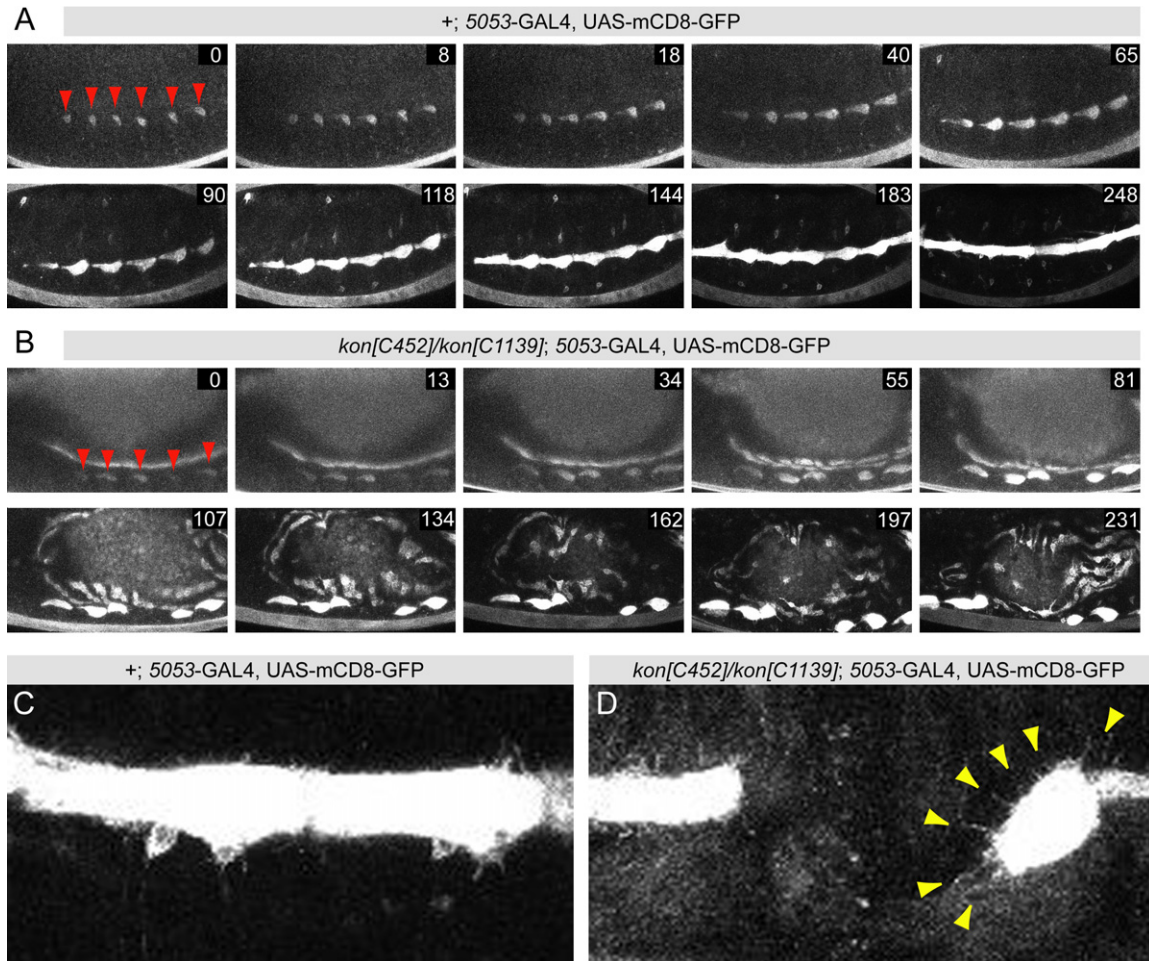 A
+; 5053-GAL4, UAS-mCD8-GFP
0 8 18 40 65
90 118 144 183 248
B
kon[C452]/kon[C1139]; 5053-GAL4, UAS-mCD8-GFP
0 13 34 55 81
107 134 162 197 231
+; 5053-GAL4, UAS-mCD8-GFP
C
kon[C452]/kon[C1139]; 5053-GAL4, UAS-mCD8-GFP
D